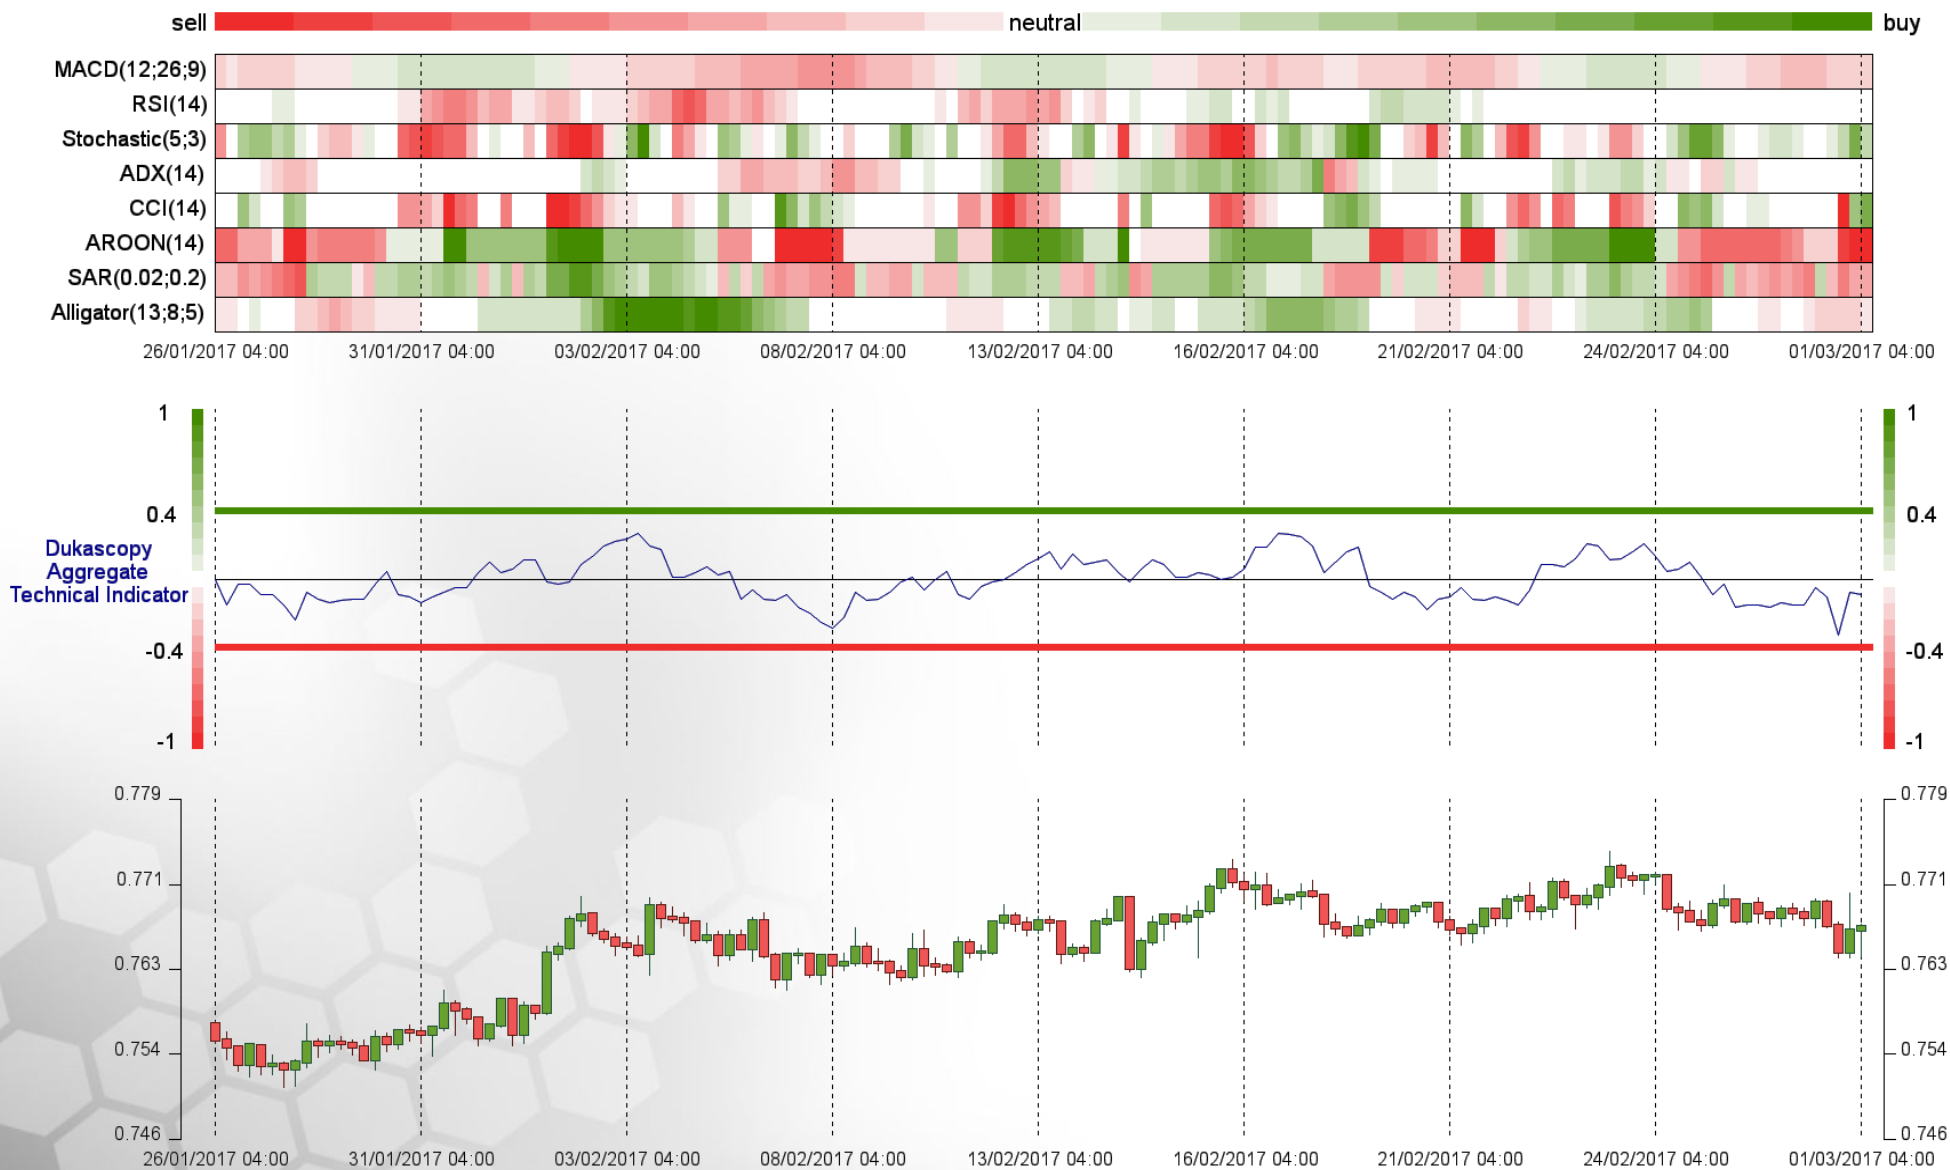 sell neutral buy
MACD(12;26;9)
RSI(14)
Stochastic(5;3)
ADX(14)
CCI(14)
AROON(14)
SAR(0.02;0.2)
Alligator(13;8;5)
26/01/2017 04:00 31/01/2017 04:00 03/02/2017 04:00 08/02/2017 04:00 13/02/2017 04:00 16/02/2017 04:00 21/02/2017 04:00 24/02/2017 04:00 01/03/2017 04:00
1 1
0.4 0.4
Dukascopy
Aggregate
Technical Indicator
-0.4 -0.4
-1 -1
0.779 0.779
0.771 0.771
0.763 0.763
0.754 0.754
0.746 0.746
26/01/2017 04:00 31/01/2017 04:00 03/02/2017 04:00 08/02/2017 04:00 13/02/2017 04:00 16/02/2017 04:00 21/02/2017 04:00 24/02/2017 04:00 01/03/2017 04:00